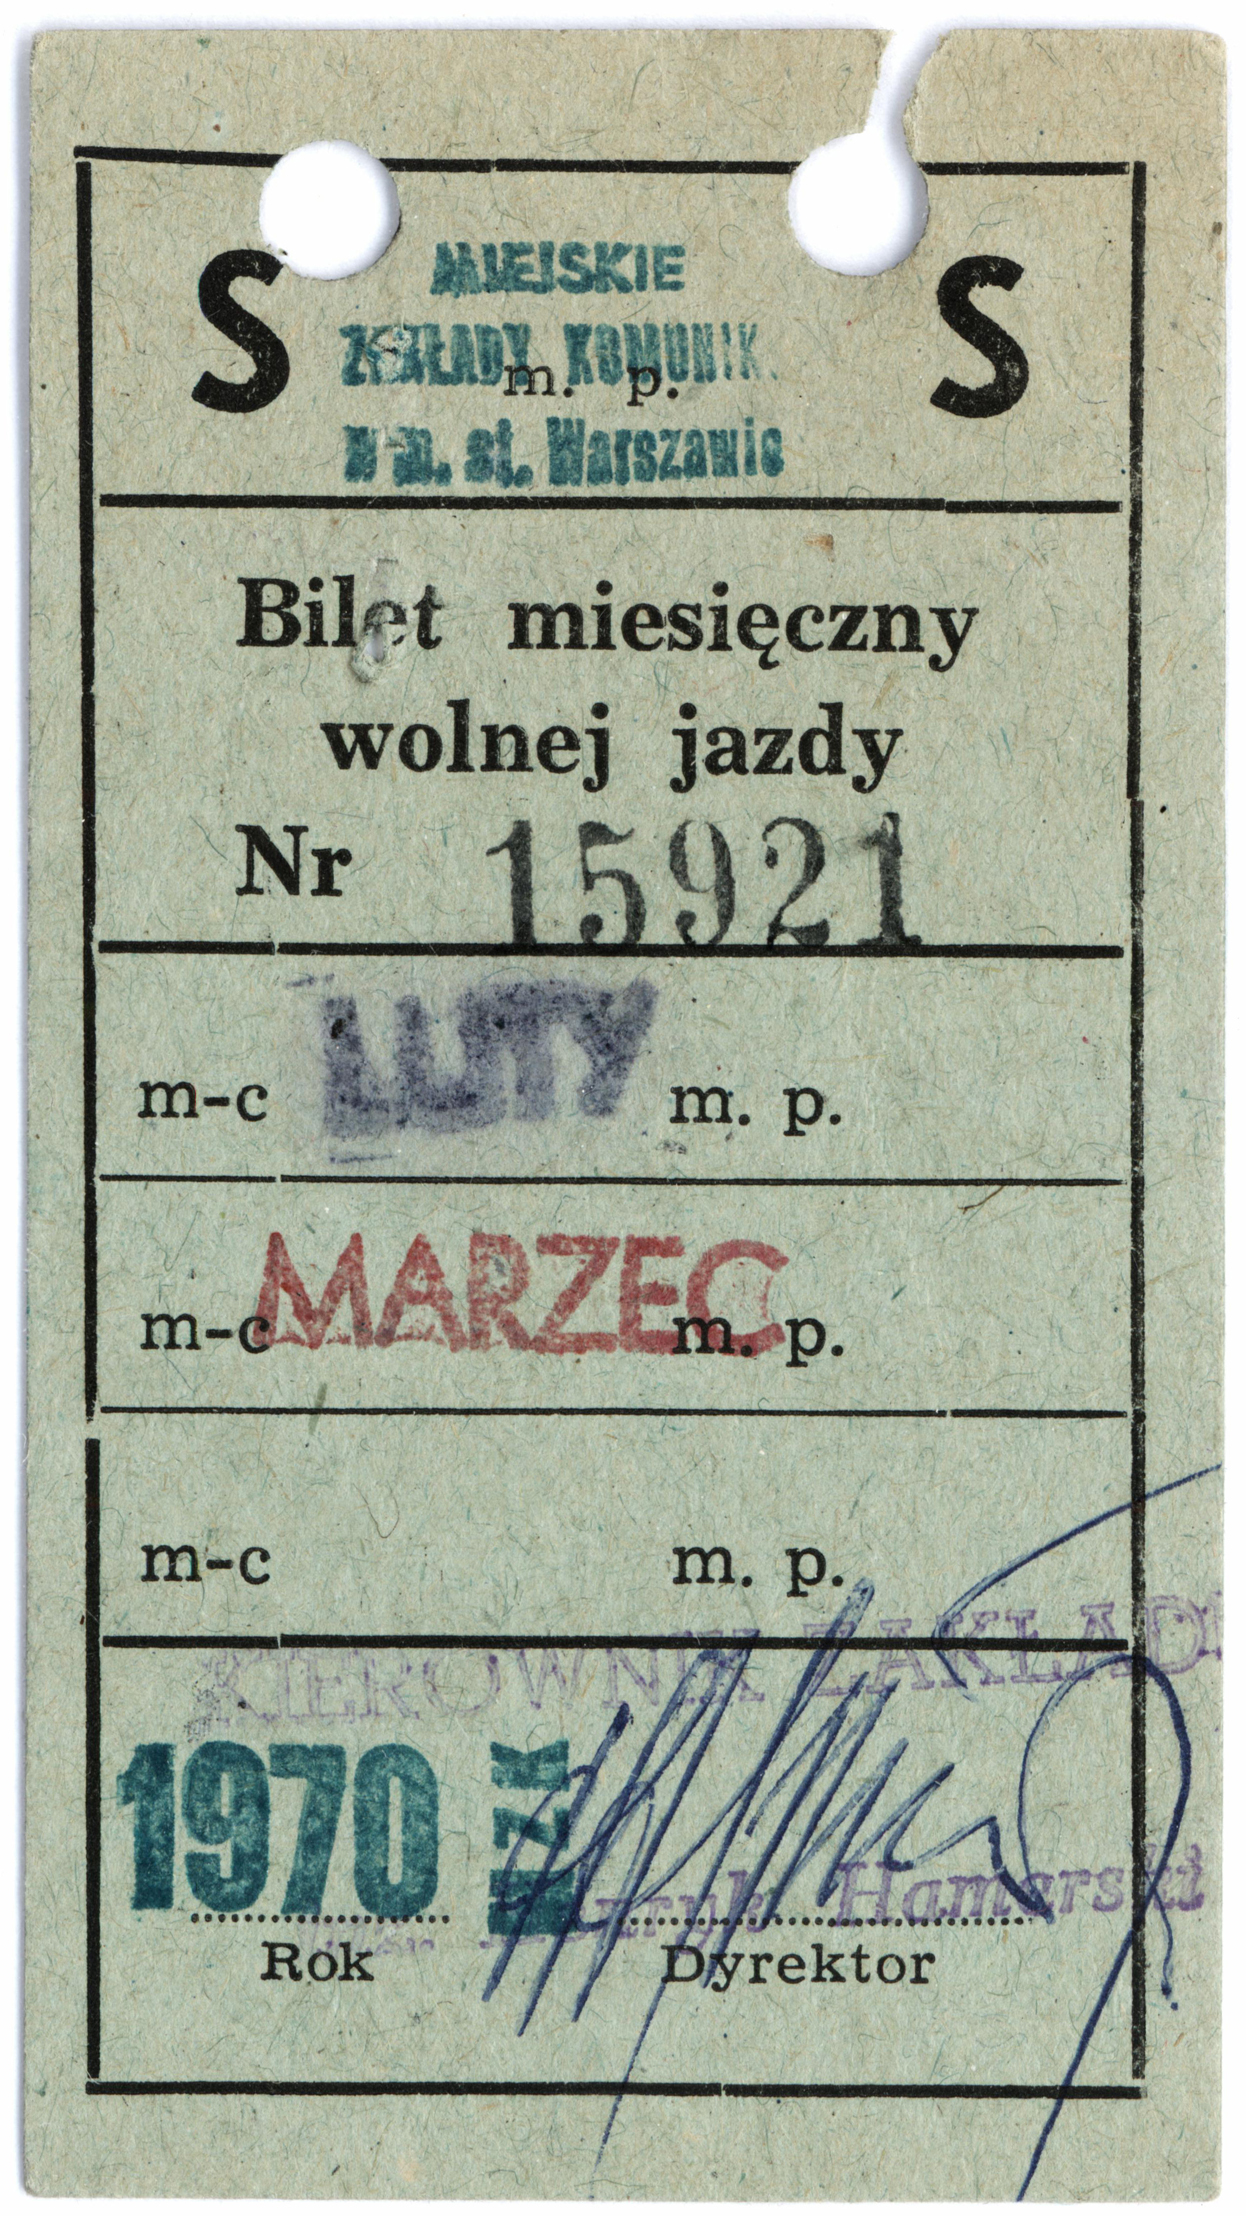 S MIEJSKIE S
ZAKŁADY KOMUNIK.
m. p.
w m. st. Warszawie
Bilet miesięczny
wolnej jazdy
Nr 15921
m-c LUTY m. p.
m-c MARZEC m. p.
m-c m. p.
KIEROWNIK ZAKŁADU
1970 MZK
Hamerski
Rok Dyrektor